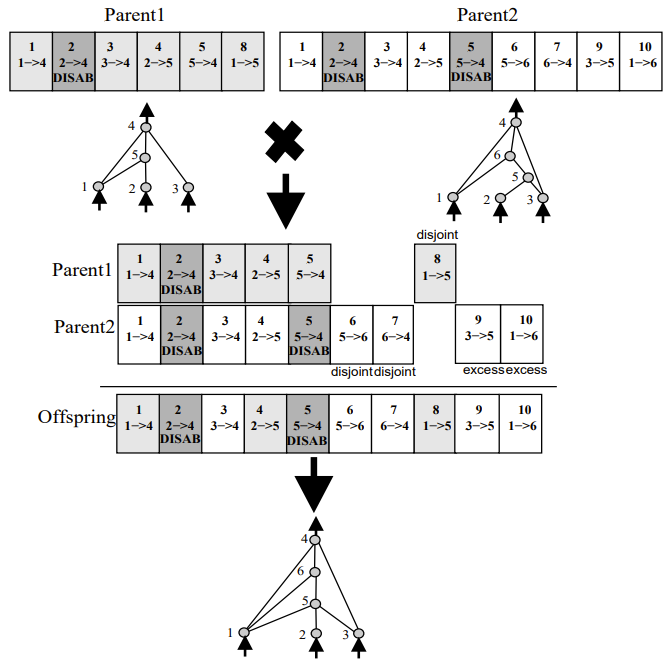 Parent1 Parent2
1 2 3 4 5 8 1 2 3 4 5 6 7 9 10
1−>4 2−>4 3−>4 2−>5 5−>4 1−>5 1−>4 2−>4 3−>4 2−>5 5−>4 5−>6 6−>4 3−>5 1−>6
DISAB DISAB DISAB
4 4
5 6
1 2 3 5
1 2 3
disjoint
Parent1 1 2 3 4 5 8
1−>4 2−>4 3−>4 2−>5 5−>4 1−>5
DISAB
Parent2 1 2 3 4 5 6 7 9 10
1−>4 2−>4 3−>4 2−>5 5−>4 5−>6 6−>4 3−>5 1−>6
DISAB DISAB
disjoint disjoint excess excess
Offspring 1 2 3 4 5 6 7 8 9 10
1−>4 2−>4 3−>4 2−>5 5−>4 5−>6 6−>4 1−>5 3−>5 1−>6
DISAB DISAB
4
6
5
1 2 3